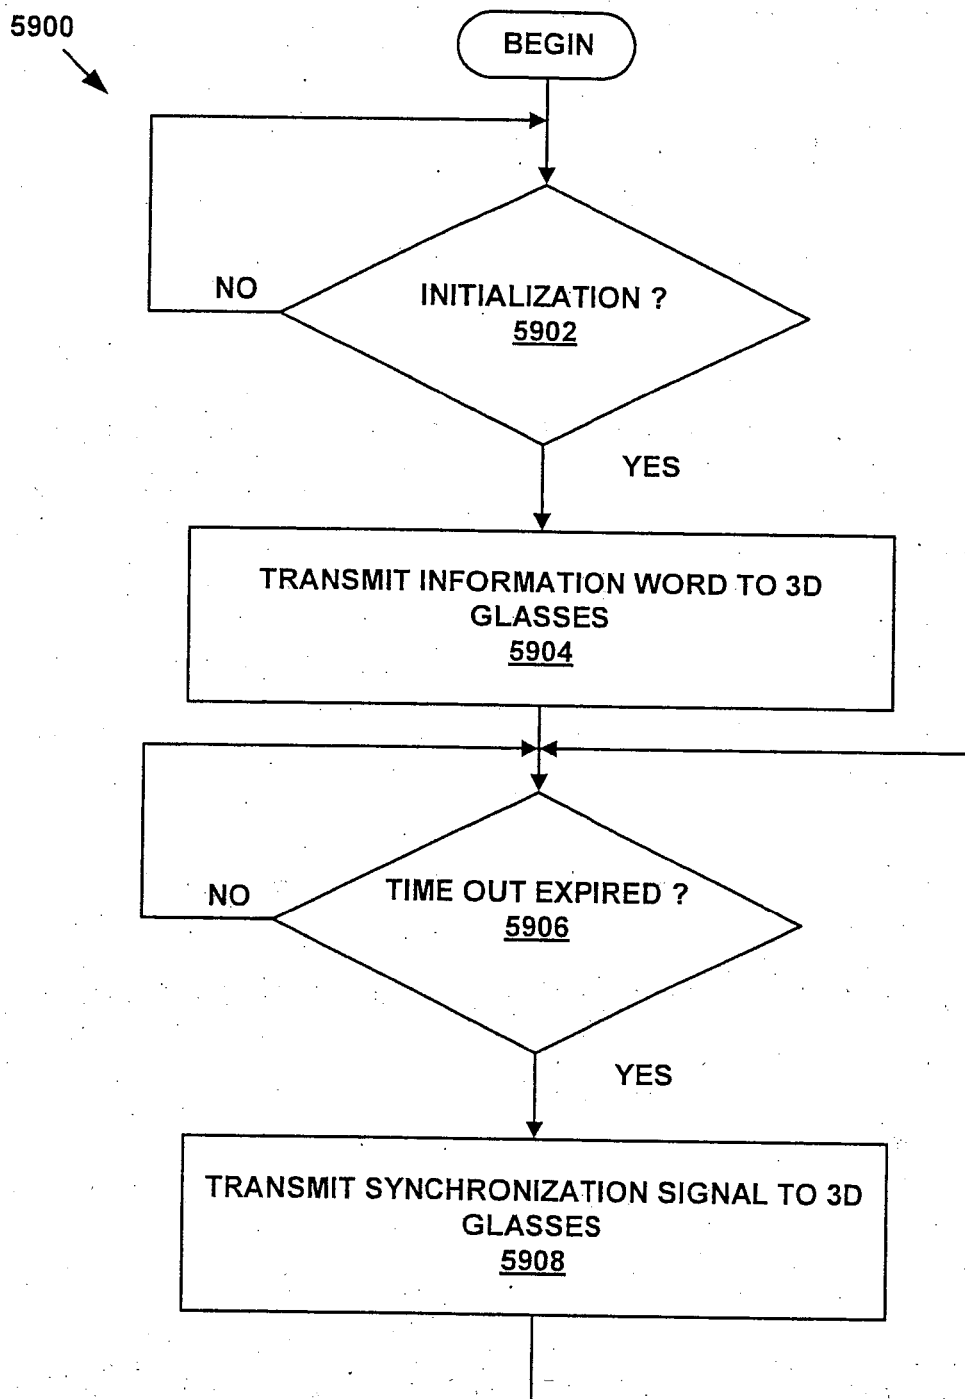 5900
BEGIN
NO
INITIALIZATION ?
5902
YES
TRANSMIT INFORMATION WORD TO 3D
GLASSES
5904
NO
TIME OUT EXPIRED ?
5906
YES
TRANSMIT SYNCHRONIZATION SIGNAL TO 3D
GLASSES
5908